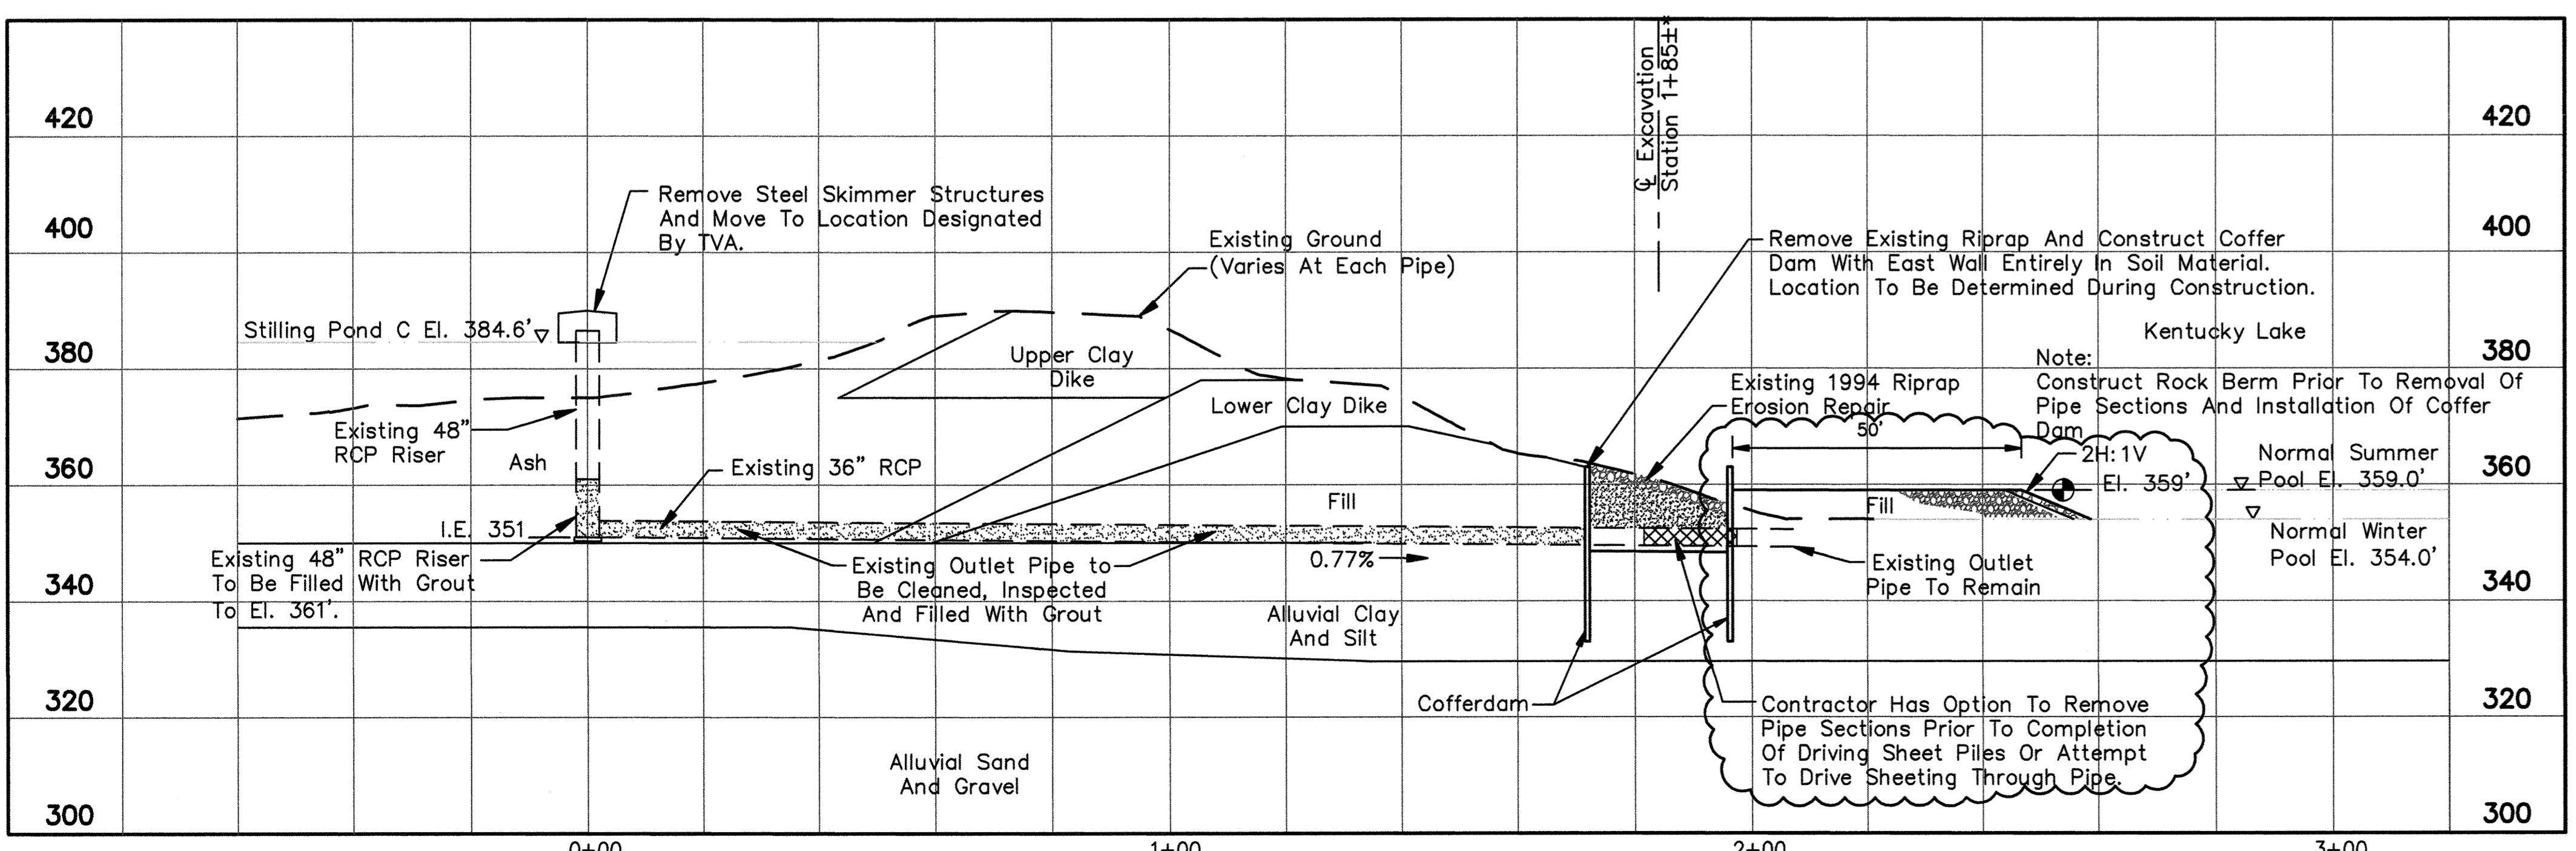 ℄ Excavation
Station 1+85±*
420
420
Remove Steel Skimmer Structures
And Move To Location Designated
By TVA.
400
400
Existing Ground
(Varies At Each Pipe)
Remove Existing Riprap And Construct Coffer
Dam With East Wall Entirely In Soil Material.
Location To Be Determined During Construction.
Stilling Pond C El. 384.6'
Kentucky Lake
380
380
Upper Clay
Dike
Note:
Construct Rock Berm Prior To Removal Of
Pipe Sections And Installation Of Coffer
Dam
Existing 1994 Riprap
Erosion Repair
Lower Clay Dike
50'
Existing 48"
RCP Riser
Ash
Existing 36" RCP
2H:1V
Normal Summer
Pool El. 359.0'
360
360
El. 359'
Fill
Fill
I.E. 351
Normal Winter
Pool El. 354.0'
Existing 48" RCP Riser
To Be Filled With Grout
To El. 361'.
0.77%
Existing Outlet Pipe to
Be Cleaned, Inspected
And Filled With Grout
Existing Outlet
Pipe To Remain
340
340
Alluvial Clay
And Silt
Cofferdam
320
320
Contractor Has Option To Remove
Pipe Sections Prior To Completion
Of Driving Sheet Piles Or Attempt
To Drive Sheeting Through Pipe.
Alluvial Sand
And Gravel
300
300
0+00
1+00
2+00
3+00